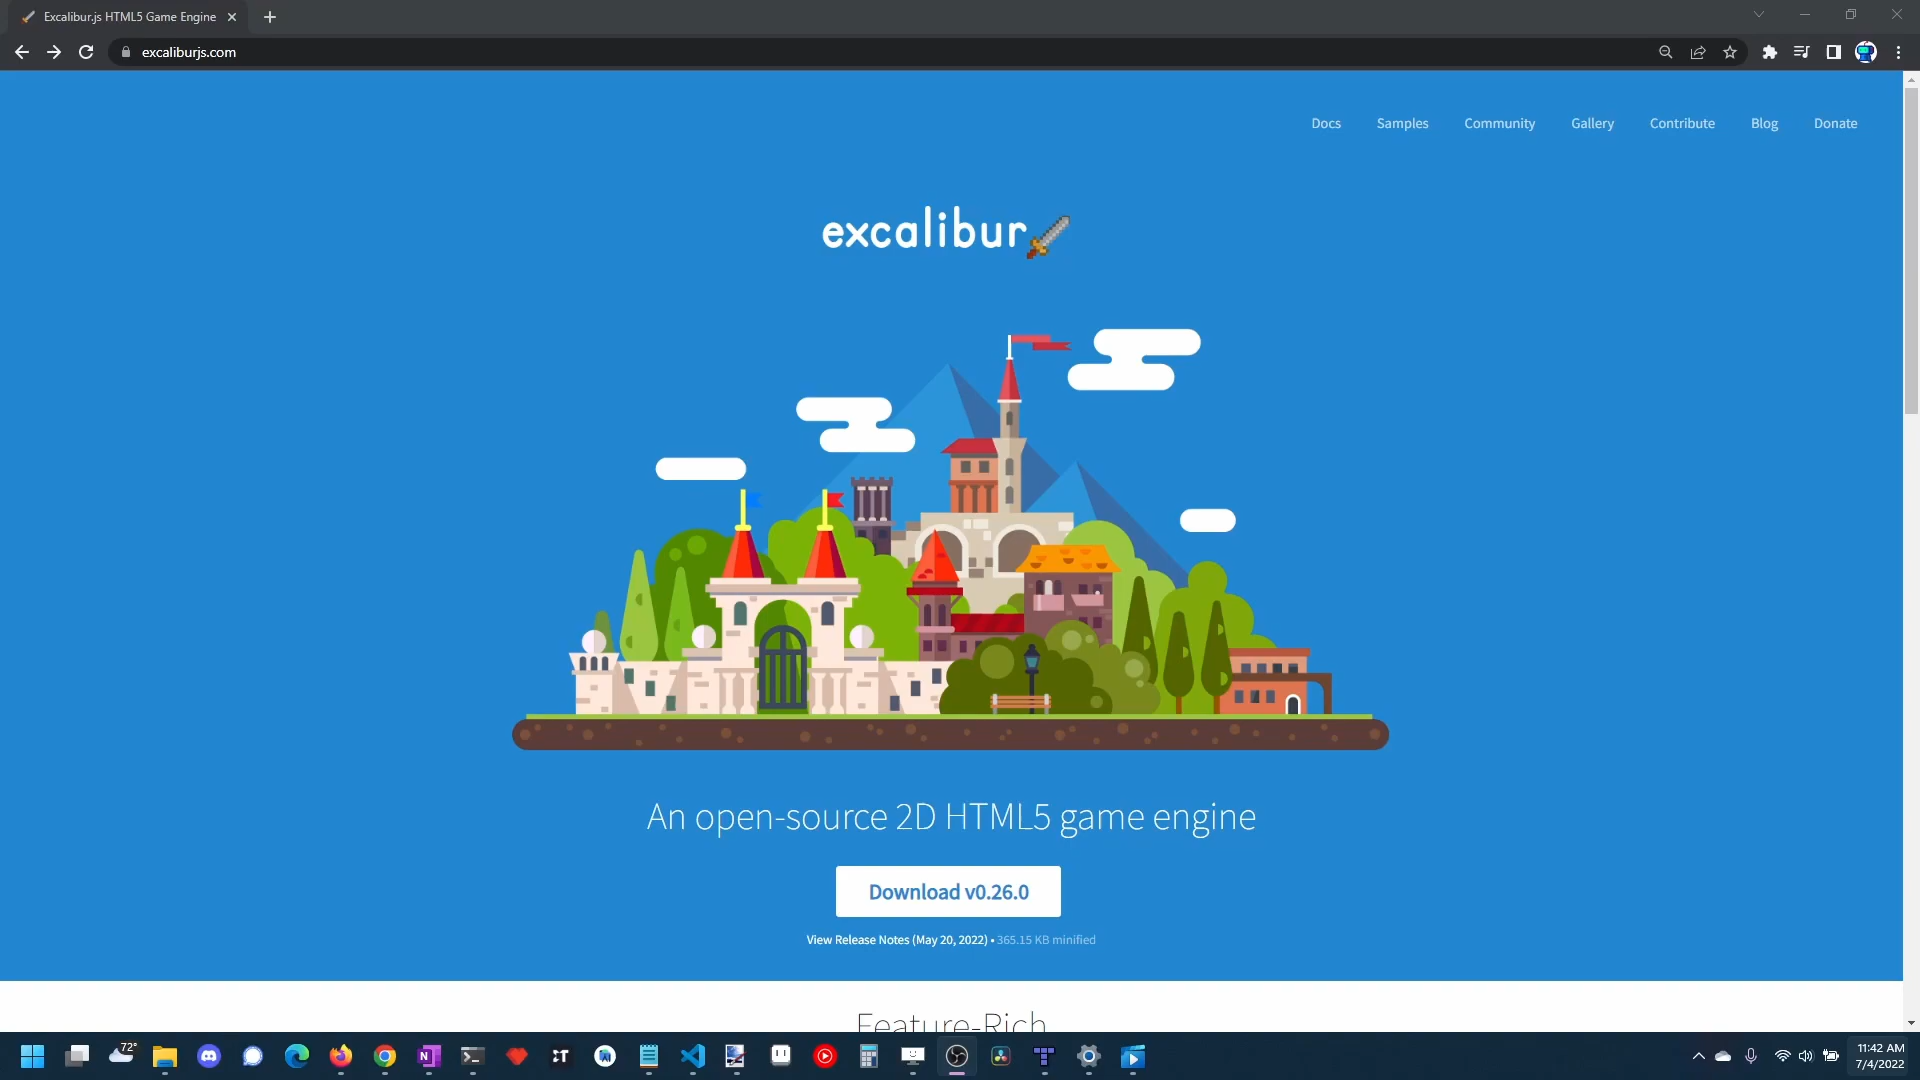 Excalibur.js HTML5 Game Engine
excaliburjs.com
Docs Samples Community Gallery Contribute Blog Donate
excalibur
An open-source 2D HTML5 game engine
Download v0.26.0
View Release Notes (May 20, 2022) • 365.15 KB minified
Feature-Rich
72°
11:42 AM
7/4/2022